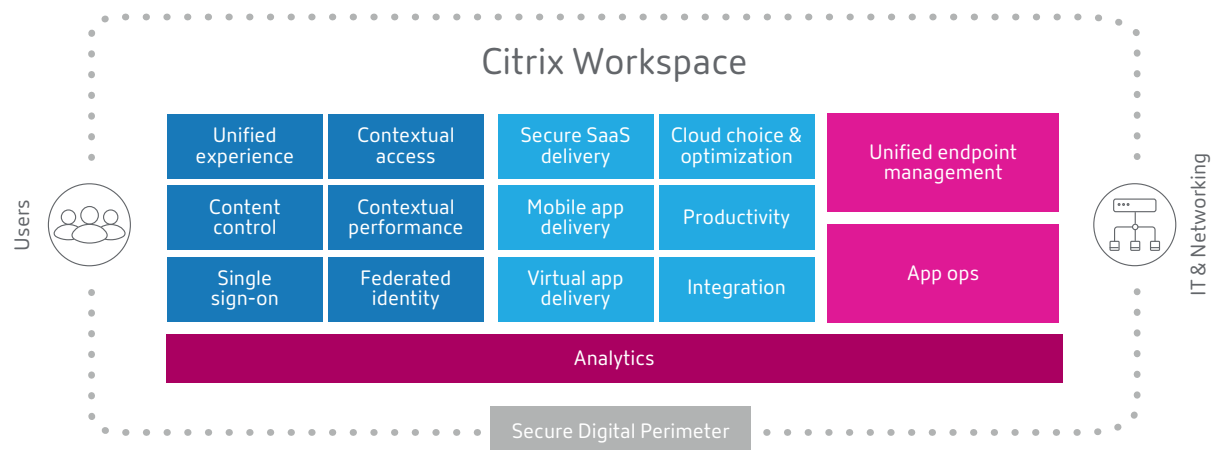 Citrix Workspace
Users
Unified
experience
Contextual
access
Secure SaaS
delivery
Cloud choice &
optimization
Unified endpoint
management
Content
control
Contextual
performance
Mobile app
delivery
Productivity
App ops
Single
sign-on
Federated
identity
Virtual app
delivery
Integration
Analytics
IT & Networking
Secure Digital Perimeter